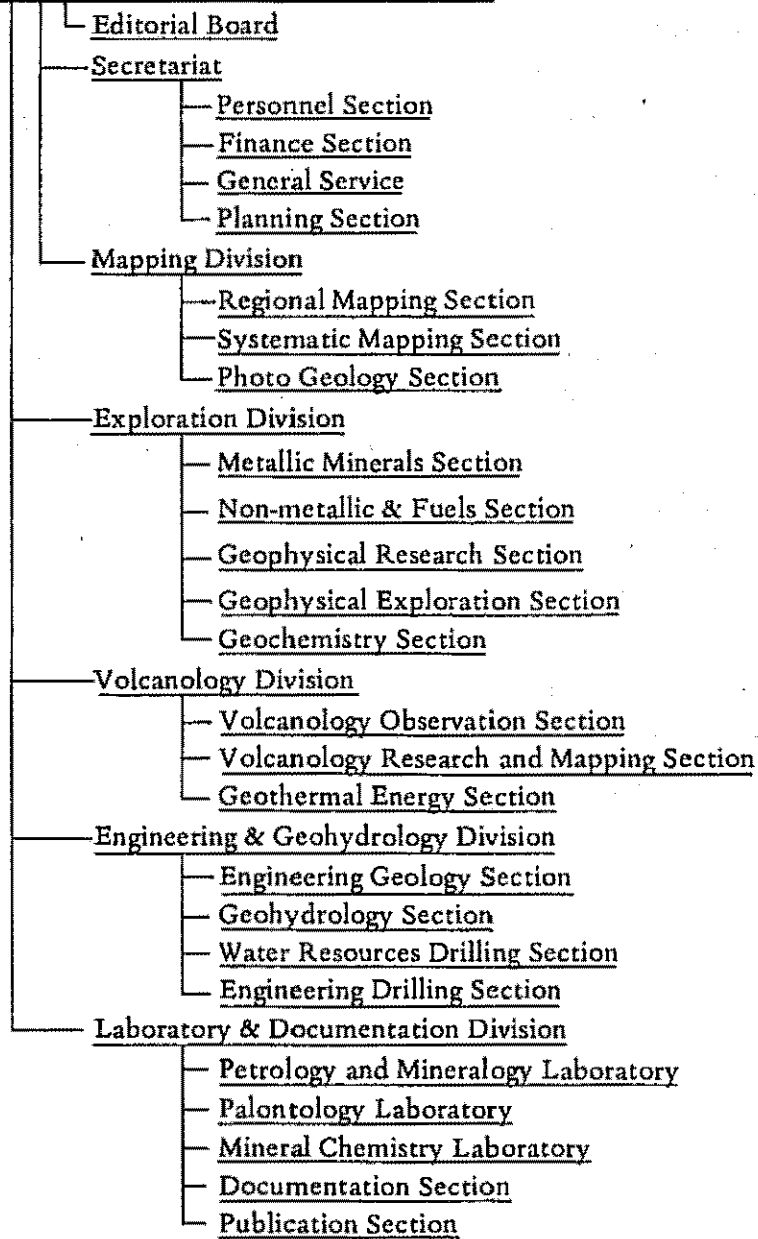 Editorial Board
Secretariat
Personnel Section
Finance Section
General Service
Planning Section
Mapping Division
Regional Mapping Section
Systematic Mapping Section
Photo Geology Section
Exploration Division
Metallic Minerals Section
Non-metallic & Fuels Section
Geophysical Research Section
Geophysical Exploration Section
Geochemistry Section
Volcanology Division
Volcanology Observation Section
Volcanology Research and Mapping Section
Geothermal Energy Section
Engineering & Geohydrology Division
Engineering Geology Section
Geohydrology Section
Water Resources Drilling Section
Engineering Drilling Section
Laboratory & Documentation Division
Petrology and Mineralogy Laboratory
Palontology Laboratory
Mineral Chemistry Laboratory
Documentation Section
Publication Section